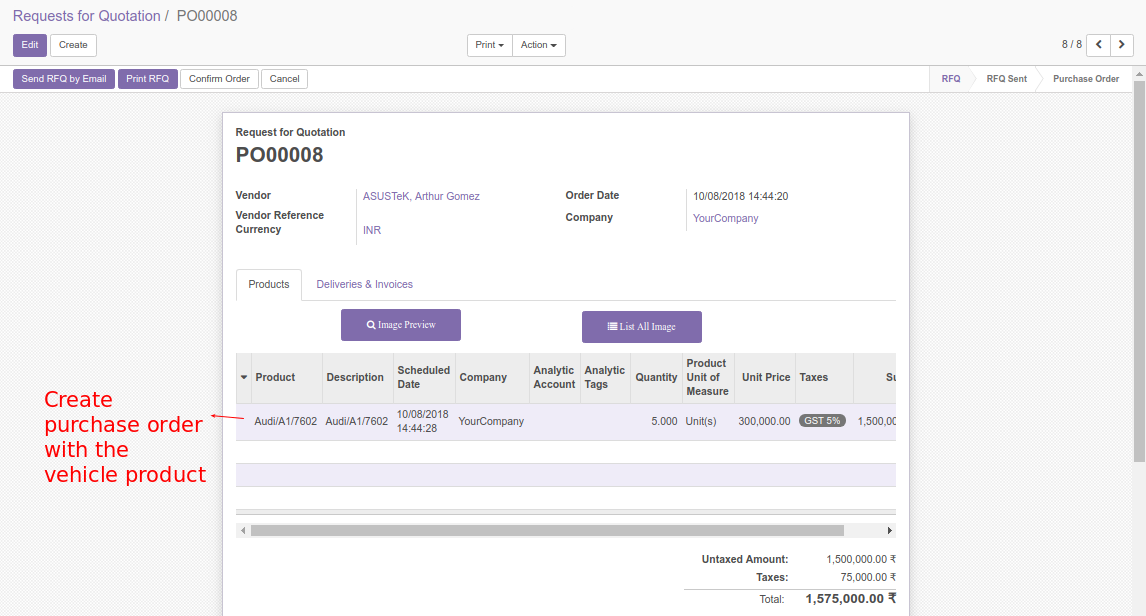 Requests for Quotation / PO00008
Edit Create Print Action 8 / 8
Send RFQ by Email Print RFQ Confirm Order Cancel RFQ RFQ Sent Purchase Order
Request for Quotation
PO00008
Vendor ASUSTeK, Arthur Gomez Order Date 10/08/2018 14:44:20
Vendor Reference Company YourCompany
Currency INR
Products Deliveries & Invoices
Image Preview List All Image
Product Description Scheduled Date Company Analytic Account Analytic Tags Quantity Product Unit of Measure Unit Price Taxes Su
Audi/A1/7602 Audi/A1/7602 10/08/2018 14:44:28 YourCompany 5.000 Unit(s) 300,000.00 GST 5% 1,500,00
Create
purchase order
with the
vehicle product
Untaxed Amount: 1,500,000.00 ₹
Taxes: 75,000.00 ₹
Total: 1,575,000.00 ₹